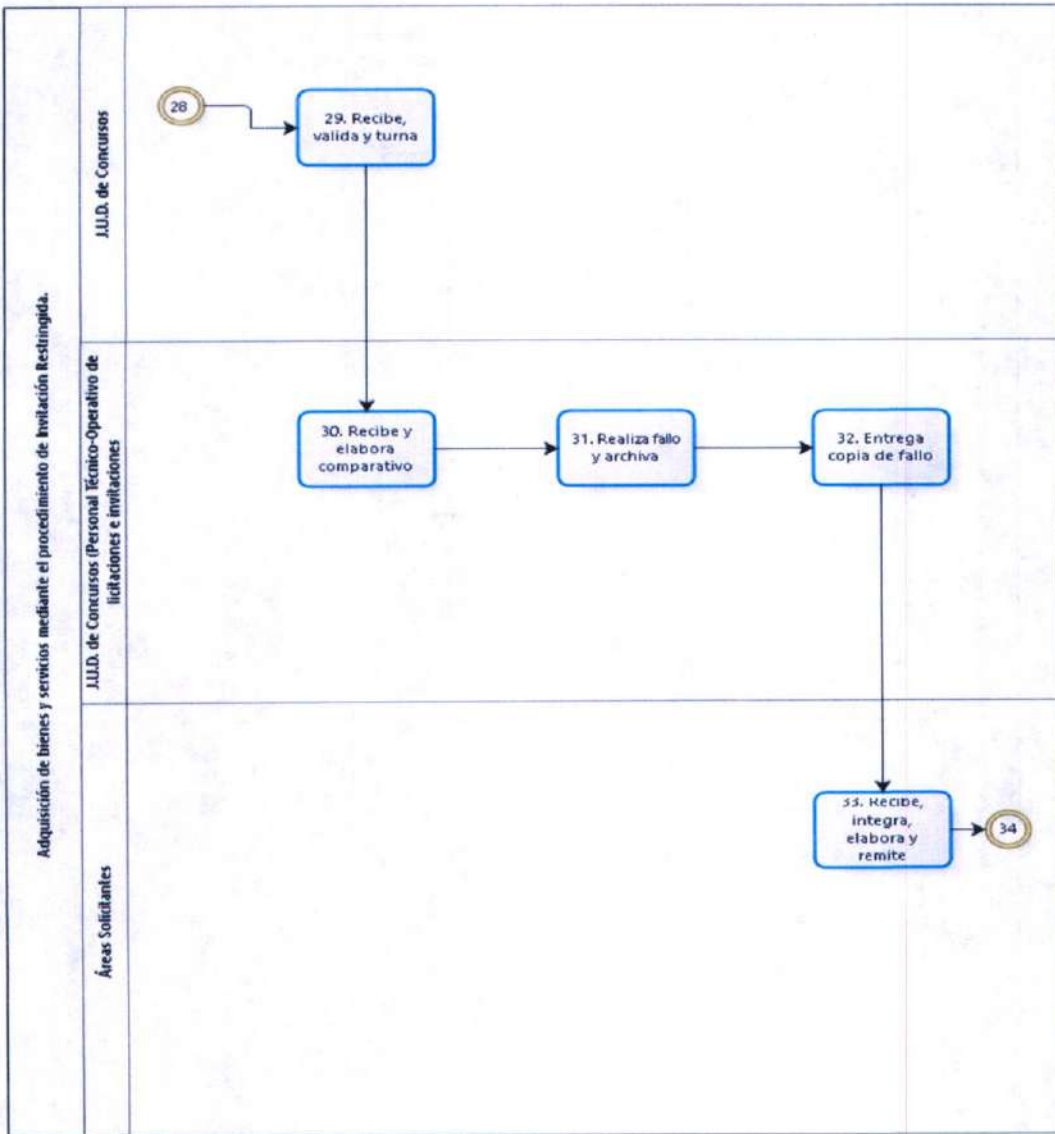 Adquisición de bienes y servicios mediante el procedimiento de Invitación Restringida.
J.U.D. de Concursos
28
29. Recibe,
valida y turna
J.U.D. de Concursos (Personal Técnico-Operativo de
licitaciones e invitaciones
30. Recibe y
elabora
comparativo
31. Realiza fallo
y archiva
32. Entrega
copia de fallo
Áreas Solicitantes
33. Recibe,
integra,
elabora y
remite
34